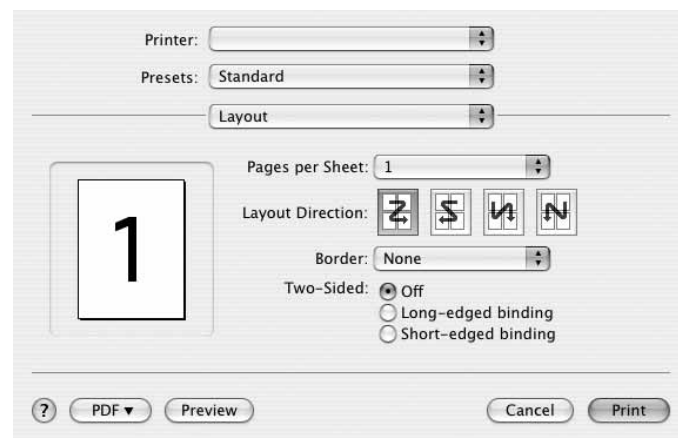 Printer:
Presets: Standard
Layout
Pages per Sheet: 1
Layout Direction:
Border: None
Two-Sided: Off
Long-edged binding
Short-edged binding
1
? PDF▼ Preview Cancel Print